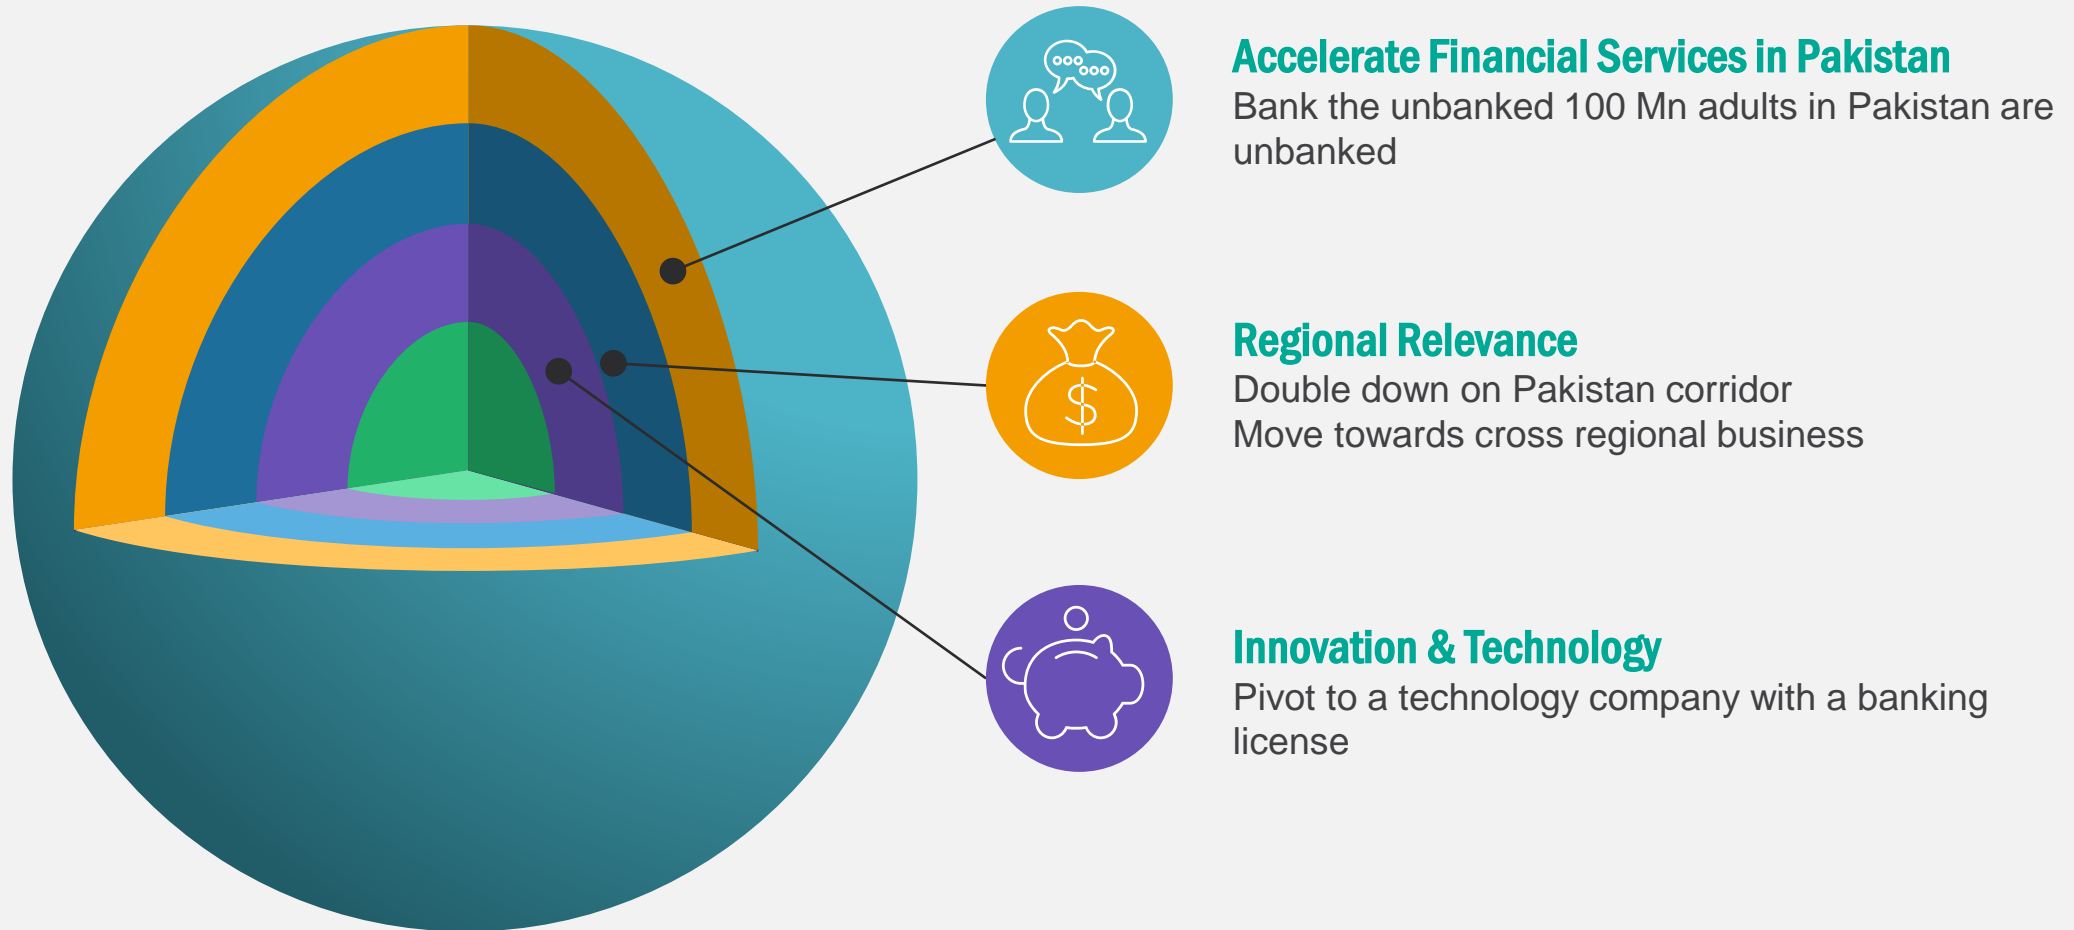 Accelerate Financial Services in Pakistan
Bank the unbanked 100 Mn adults in Pakistan are
unbanked
Regional Relevance
Double down on Pakistan corridor
Move towards cross regional business
$
Innovation & Technology
Pivot to a technology company with a banking
license